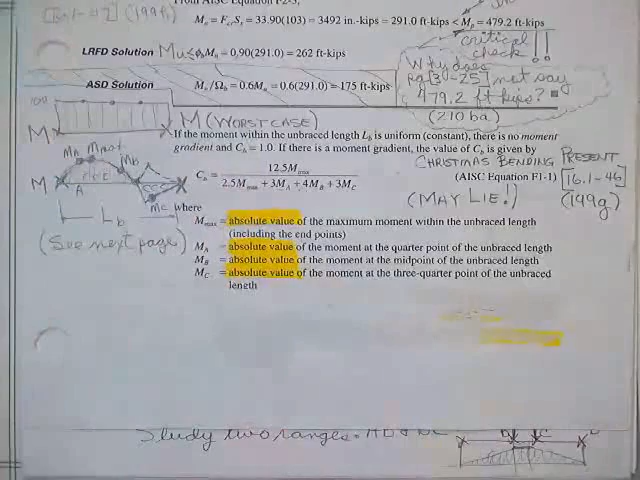 From AISC Equation F2-3,
[16.1-47] (199f)
Mn = FcrSx = 33.90(103) = 3492 in.-kips = 291.0 ft-kips < Mp = 479.2 ft-kips
critical check!!
LRFD Solution Mu≤ϕbMn = 0.90(291.0) = 262 ft-kips
Why does
pg [3-25] not say
479.2 ft kips?
(210 ba.)
ASD Solution Mn/Ωb = 0.6Mn = 0.6(291.0) = 175 ft-kips
M M (WORST CASE)
If the moment within the unbraced length Lb is uniform (constant), there is no moment
gradient and Cb = 1.0. If there is a moment gradient, the value of Cb is given by
CHRISTMAS BENDING PRESENT
MA Mmax MB
M A
Cb = 12.5Mmax / 2.5Mmax + 3MA + 4MB + 3MC
(AISC Equation F1-1) [16.1-46]
(MAY LIE!) (199g)
MC
Lb
where
(See next page)
Mmax = absolute value of the maximum moment within the unbraced length
(including the end points)
MA = absolute value of the moment at the quarter point of the unbraced length
MB = absolute value of the moment at the midpoint of the unbraced length
MC = absolute value of the moment at the three-quarter point of the unbraced
length
Study two ranges.